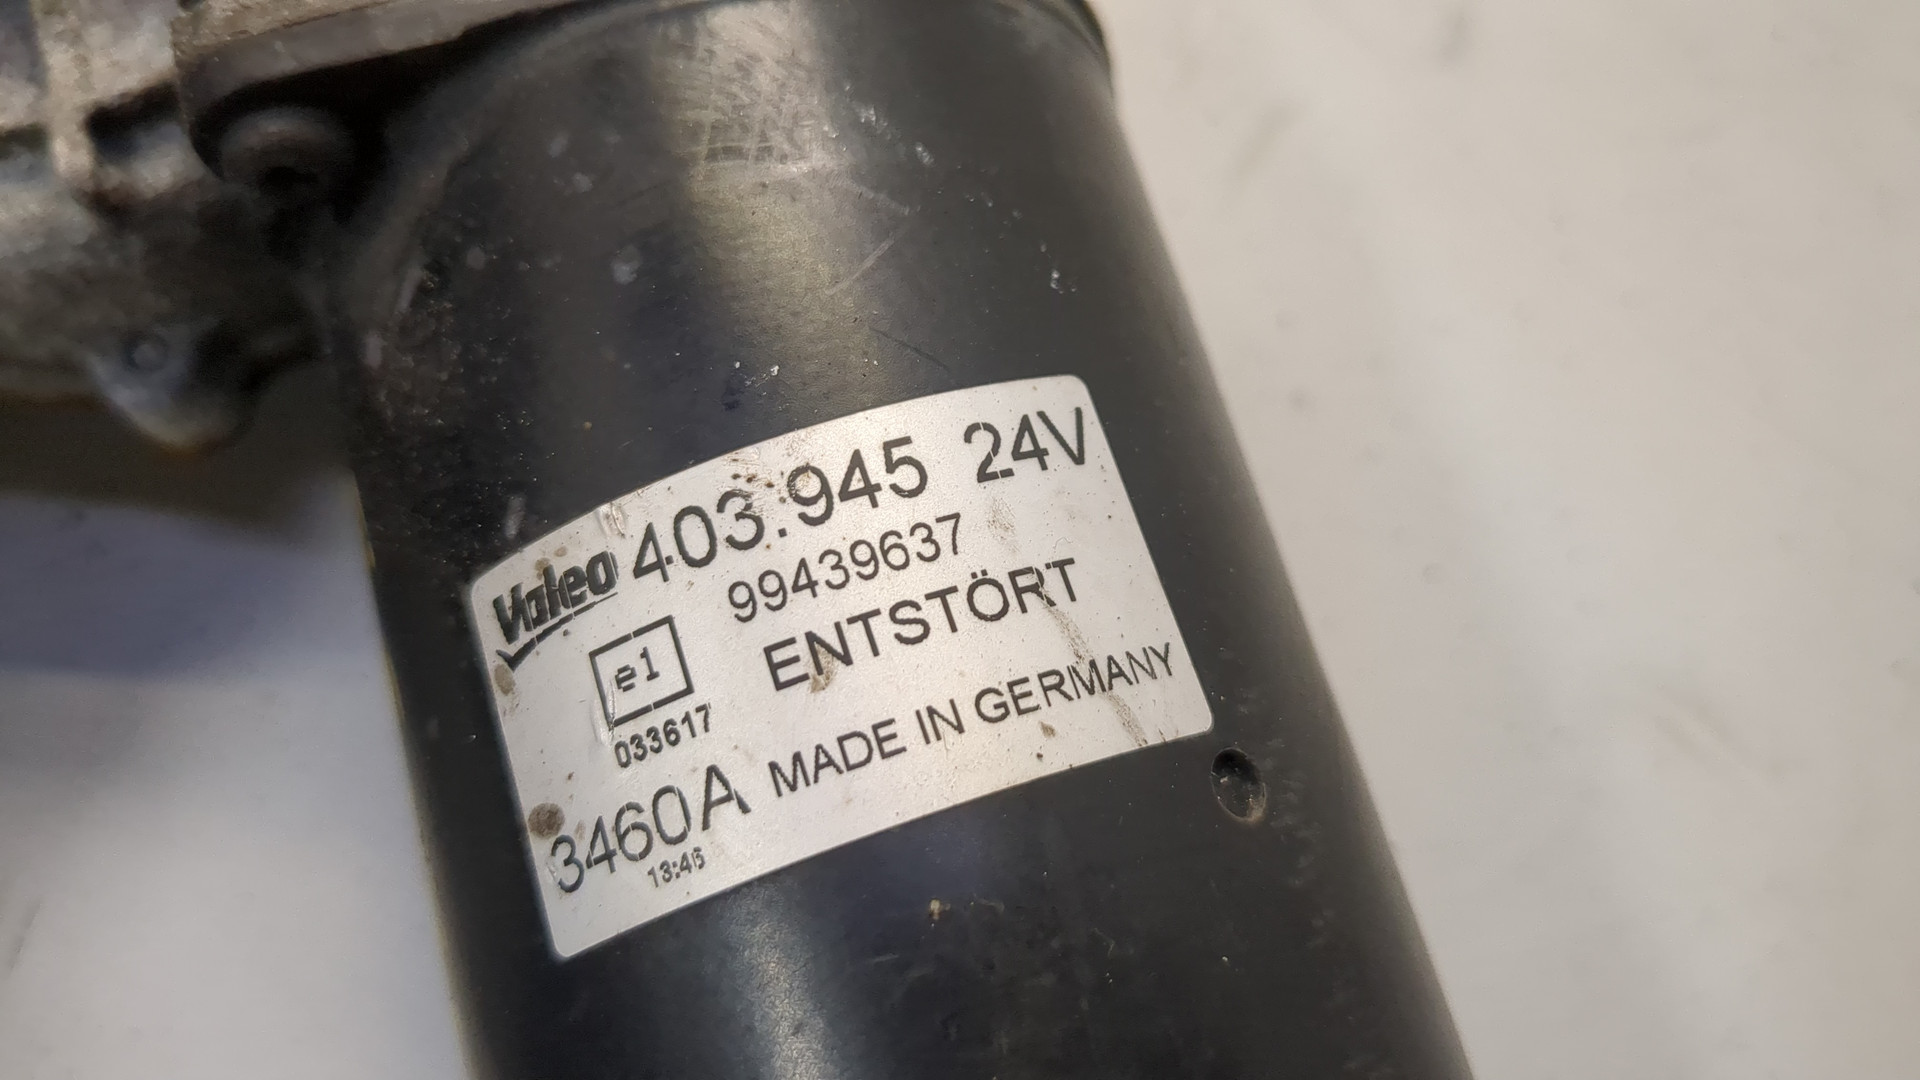 Valeo 403.945 24V
99439637
e1
ENTSTÖRT
033617
3460A MADE IN GERMANY
13:46